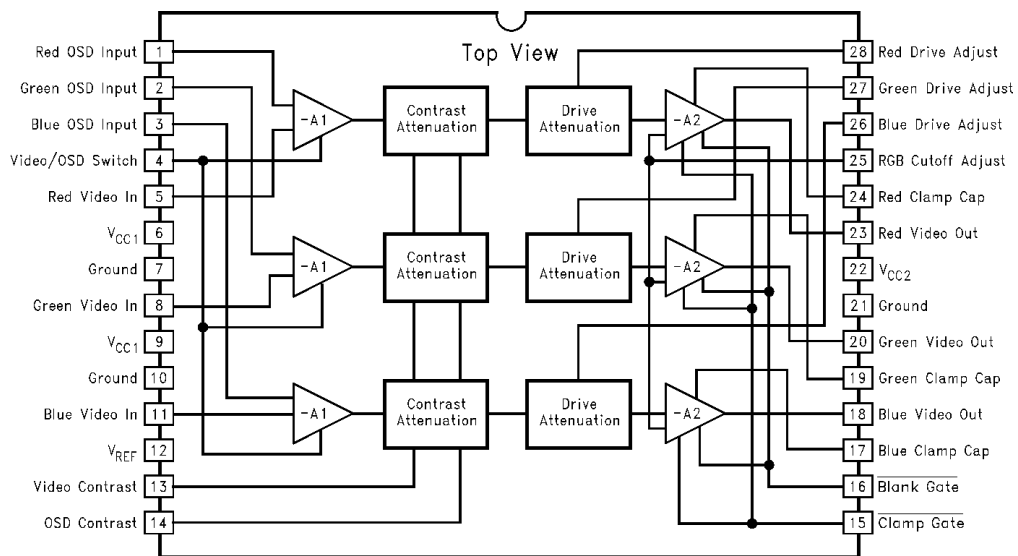 Top View
Red OSD Input 1
Green OSD Input 2
Blue OSD Input 3
Video/OSD Switch 4
Red Video In 5
VCC1 6
Ground 7
Green Video In 8
VCC1 9
Ground 10
Blue Video In 11
VREF 12
Video Contrast 13
OSD Contrast 14
-A1
Contrast
Attenuation
Drive
Attenuation
-A2
-A1
Contrast
Attenuation
Drive
Attenuation
-A2
-A1
Contrast
Attenuation
Drive
Attenuation
-A2
28 Red Drive Adjust
27 Green Drive Adjust
26 Blue Drive Adjust
25 RGB Cutoff Adjust
24 Red Clamp Cap
23 Red Video Out
22 VCC2
21 Ground
20 Green Video Out
19 Green Clamp Cap
18 Blue Video Out
17 Blue Clamp Cap
16 Blank Gate
15 Clamp Gate